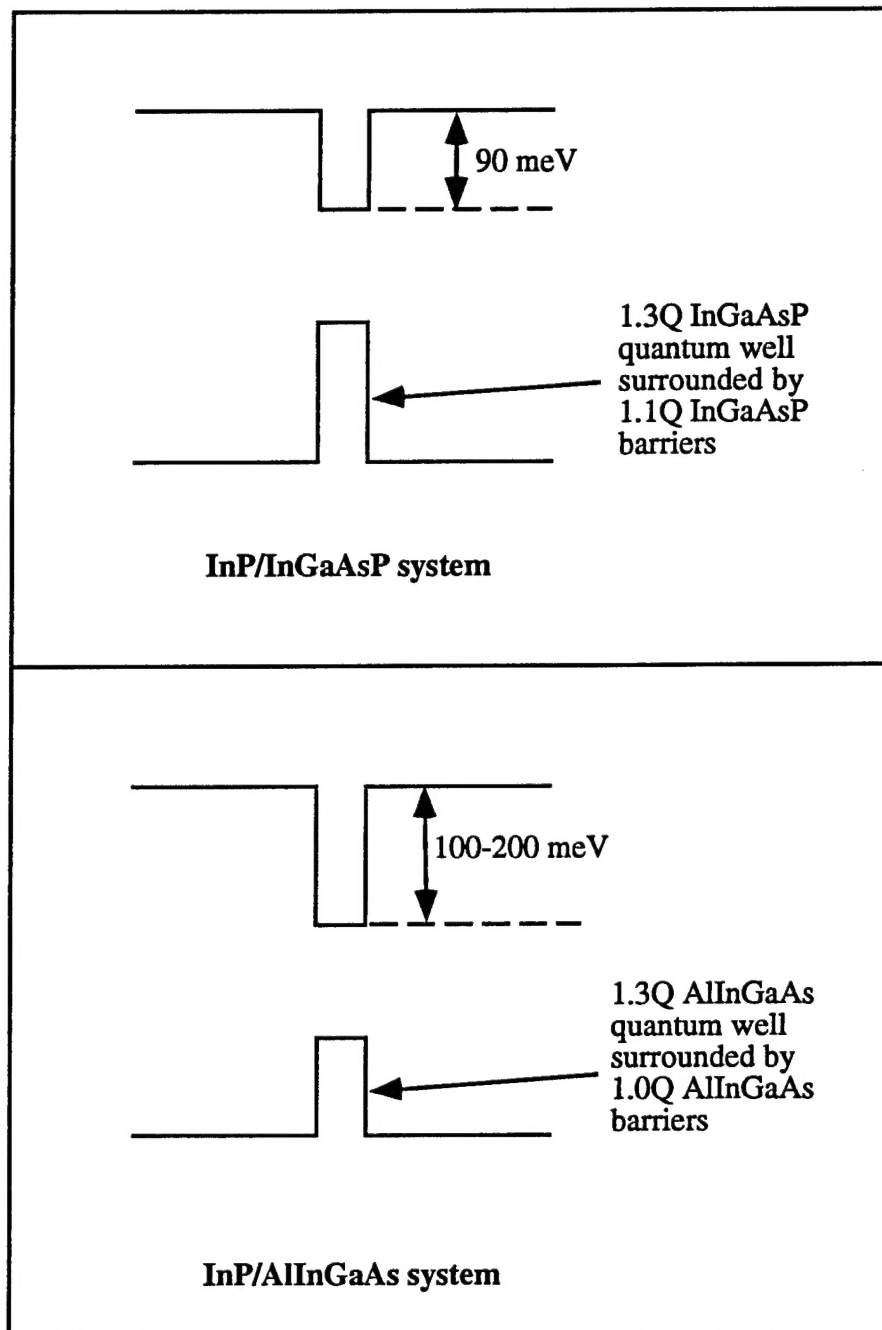 90 meV
1.3Q InGaAsP
quantum well
surrounded by
1.1Q InGaAsP
barriers
InP/InGaAsP system
100-200 meV
1.3Q AlInGaAs
quantum well
surrounded by
1.0Q AlInGaAs
barriers
InP/AlInGaAs system